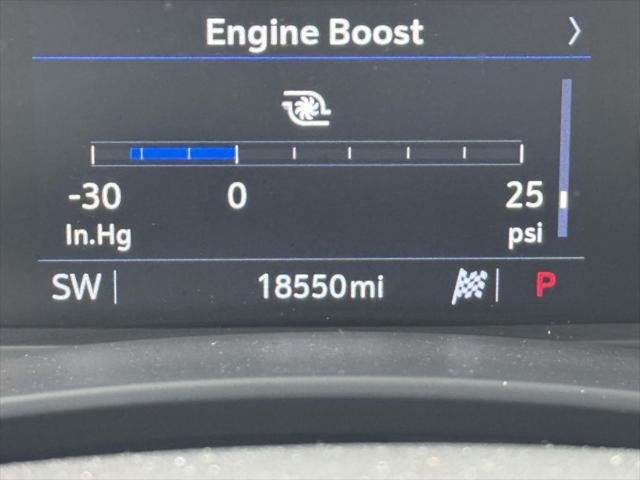 Engine Boost
-30 0 25
In.Hg psi
SW 18550mi P